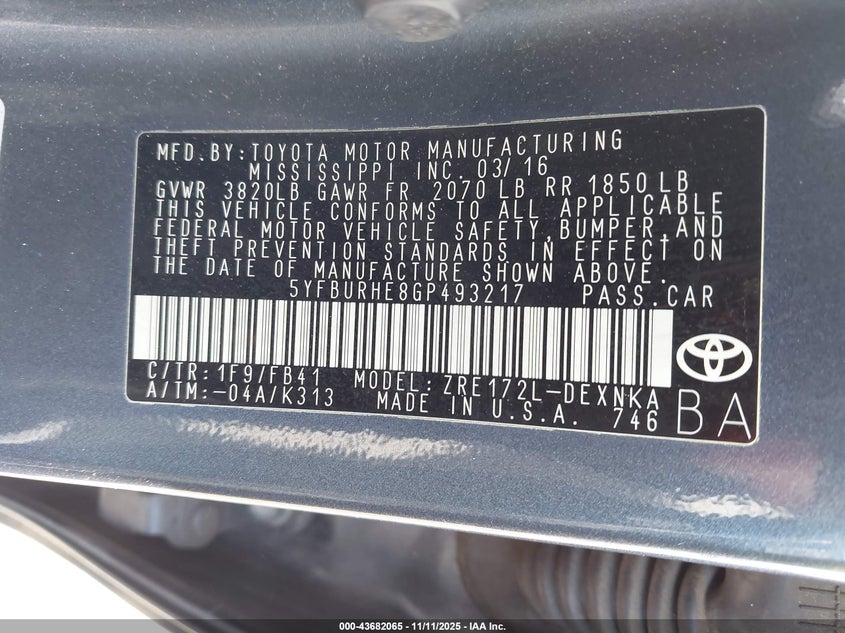 MFD.BY:TOYOTA MOTOR MANUFACTURING
MISSISSIPPI INC. 03/16
GVWR 3820LB GAWR FR 2070 LB RR 1850LB
THIS VEHICLE CONFORMS TO ALL APPLICABLE
FEDERAL MOTOR VEHICLE SAFETY, BUMPER, AND
THEFT PREVENTION STANDARDS IN EFFECT ON
THE DATE OF MANUFACTURE SHOWN ABOVE.
5YFBURHE8GP493217 PASS.CAR
C/TR:1F9/FB41 MODEL:ZRE172L-DEXNKA
A/TM:-04A/K313 MADE IN U.S.A. 746
BA
000-43682065 - 11/11/2025 - IAA Inc.